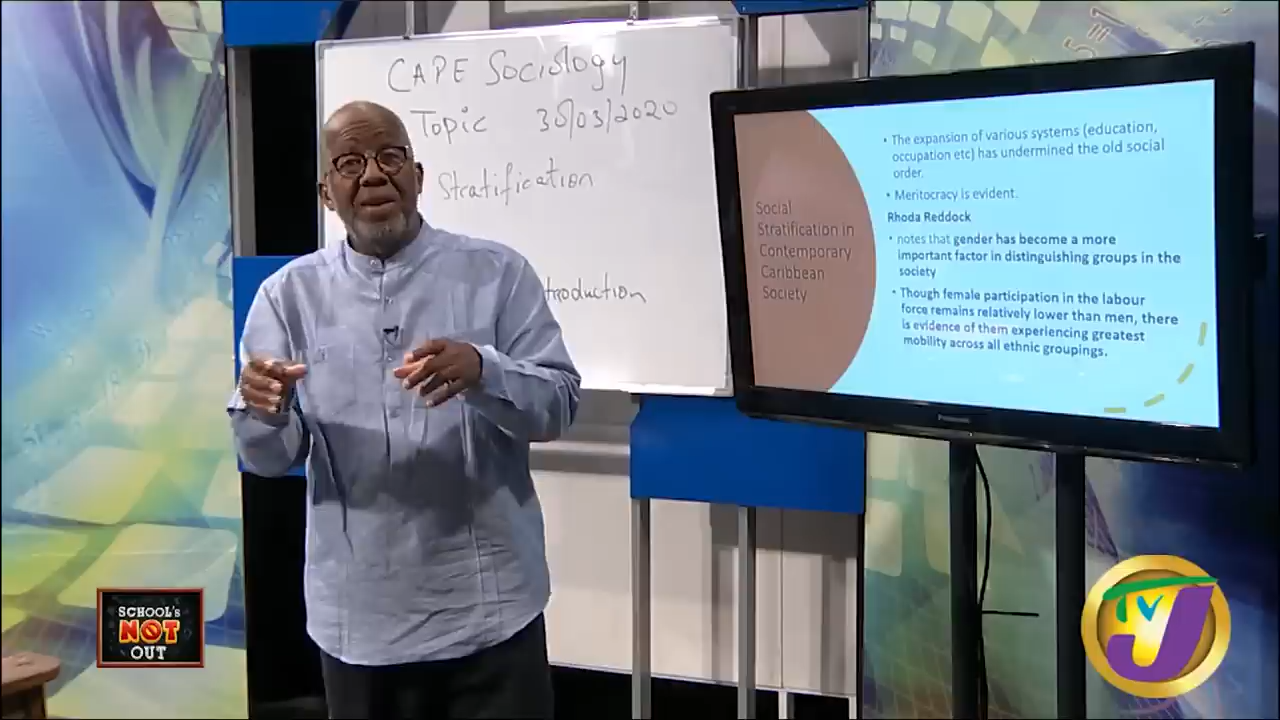 CAPE Sociology
Topic 30/03/2020
Stratification
troduction
Social
Stratification in
Contemporary
Caribbean
Society
• The expansion of various systems (education,
occupation etc) has undermined the old social
order.
• Meritocracy is evident.
Rhoda Reddock
• notes that gender has become a more
important factor in distinguishing groups in the
society
• Though female participation in the labour
force remains relatively lower than men, there
is evidence of them experiencing greatest
mobility across all ethnic groupings.
Panasonic
SCHOOL'S
NOT
OUT
TVJ